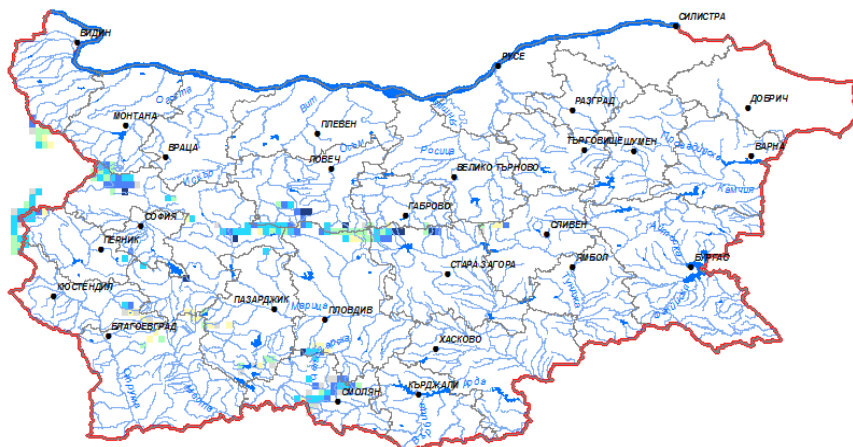 СИЛИСТРА
ВИДИН
РУСЕ
Огоста
Вит
РАЗГРАД
ДОБРИЧ
МОНТАНА
ПЛЕВЕН
Осъм
ВРАЦА
Росица
ТЪРГОВИЩЕ
ШУМЕН
ВАРНА
ЛОВЕЧ
Искър
ВЕЛИКО ТЪРНОВО
Камчия
ГАБРОВО
СОФИЯ
СЛИВЕН
ПЕРНИК
СТАРА ЗАГОРА
ЯМБОЛ
БУРГАС
КЮСТЕНДИЛ
ПАЗАРДЖИК
Марица
ПЛОВДИВ
БЛАГОЕВГРАД
ХАСКОВО
СМОЛЯН
КЪРДЖАЛИ